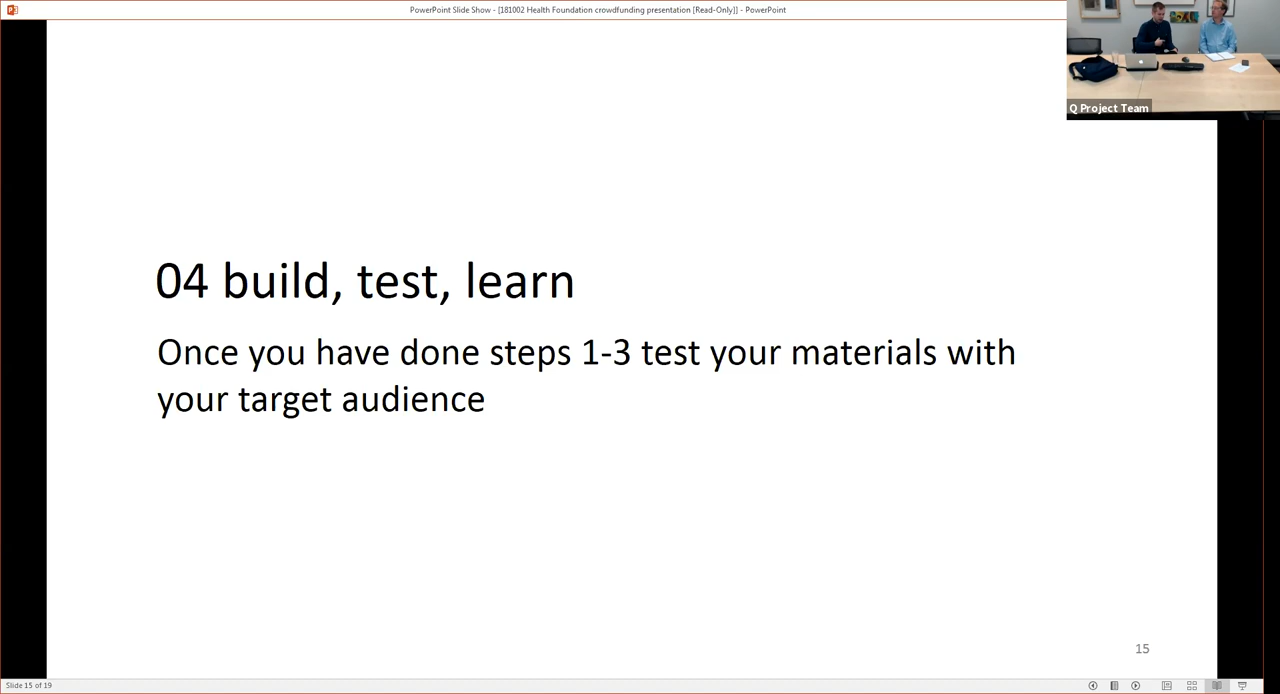 PowerPoint Slide Show - [181002 Health Foundation crowdfunding presentation [Read-Only]] - PowerPoint
Q Project Team
04 build, test, learn
Once you have done steps 1-3 test your materials with
your target audience
15
Slide 15 of 19